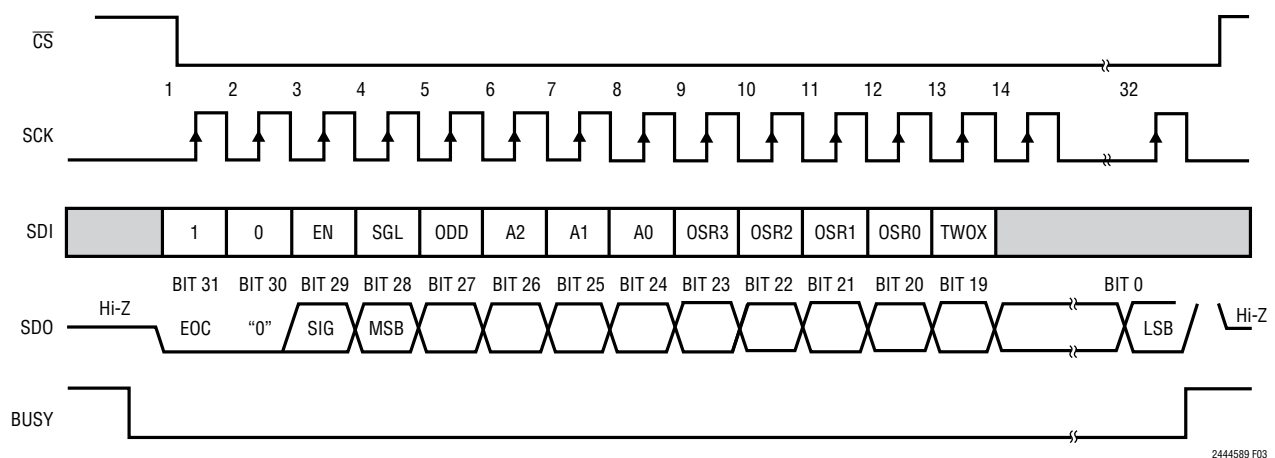 CS
1 2 3 4 5 6 7 8 9 10 11 12 13 14 32
SCK
SDI 1 0 EN SGL ODD A2 A1 A0 OSR3 OSR2 OSR1 OSR0 TWOX
BIT 31 BIT 30 BIT 29 BIT 28 BIT 27 BIT 26 BIT 25 BIT 24 BIT 23 BIT 22 BIT 21 BIT 20 BIT 19 BIT 0
Hi-Z Hi-Z
SDO EOC “0” SIG MSB LSB
BUSY
2444589 F03